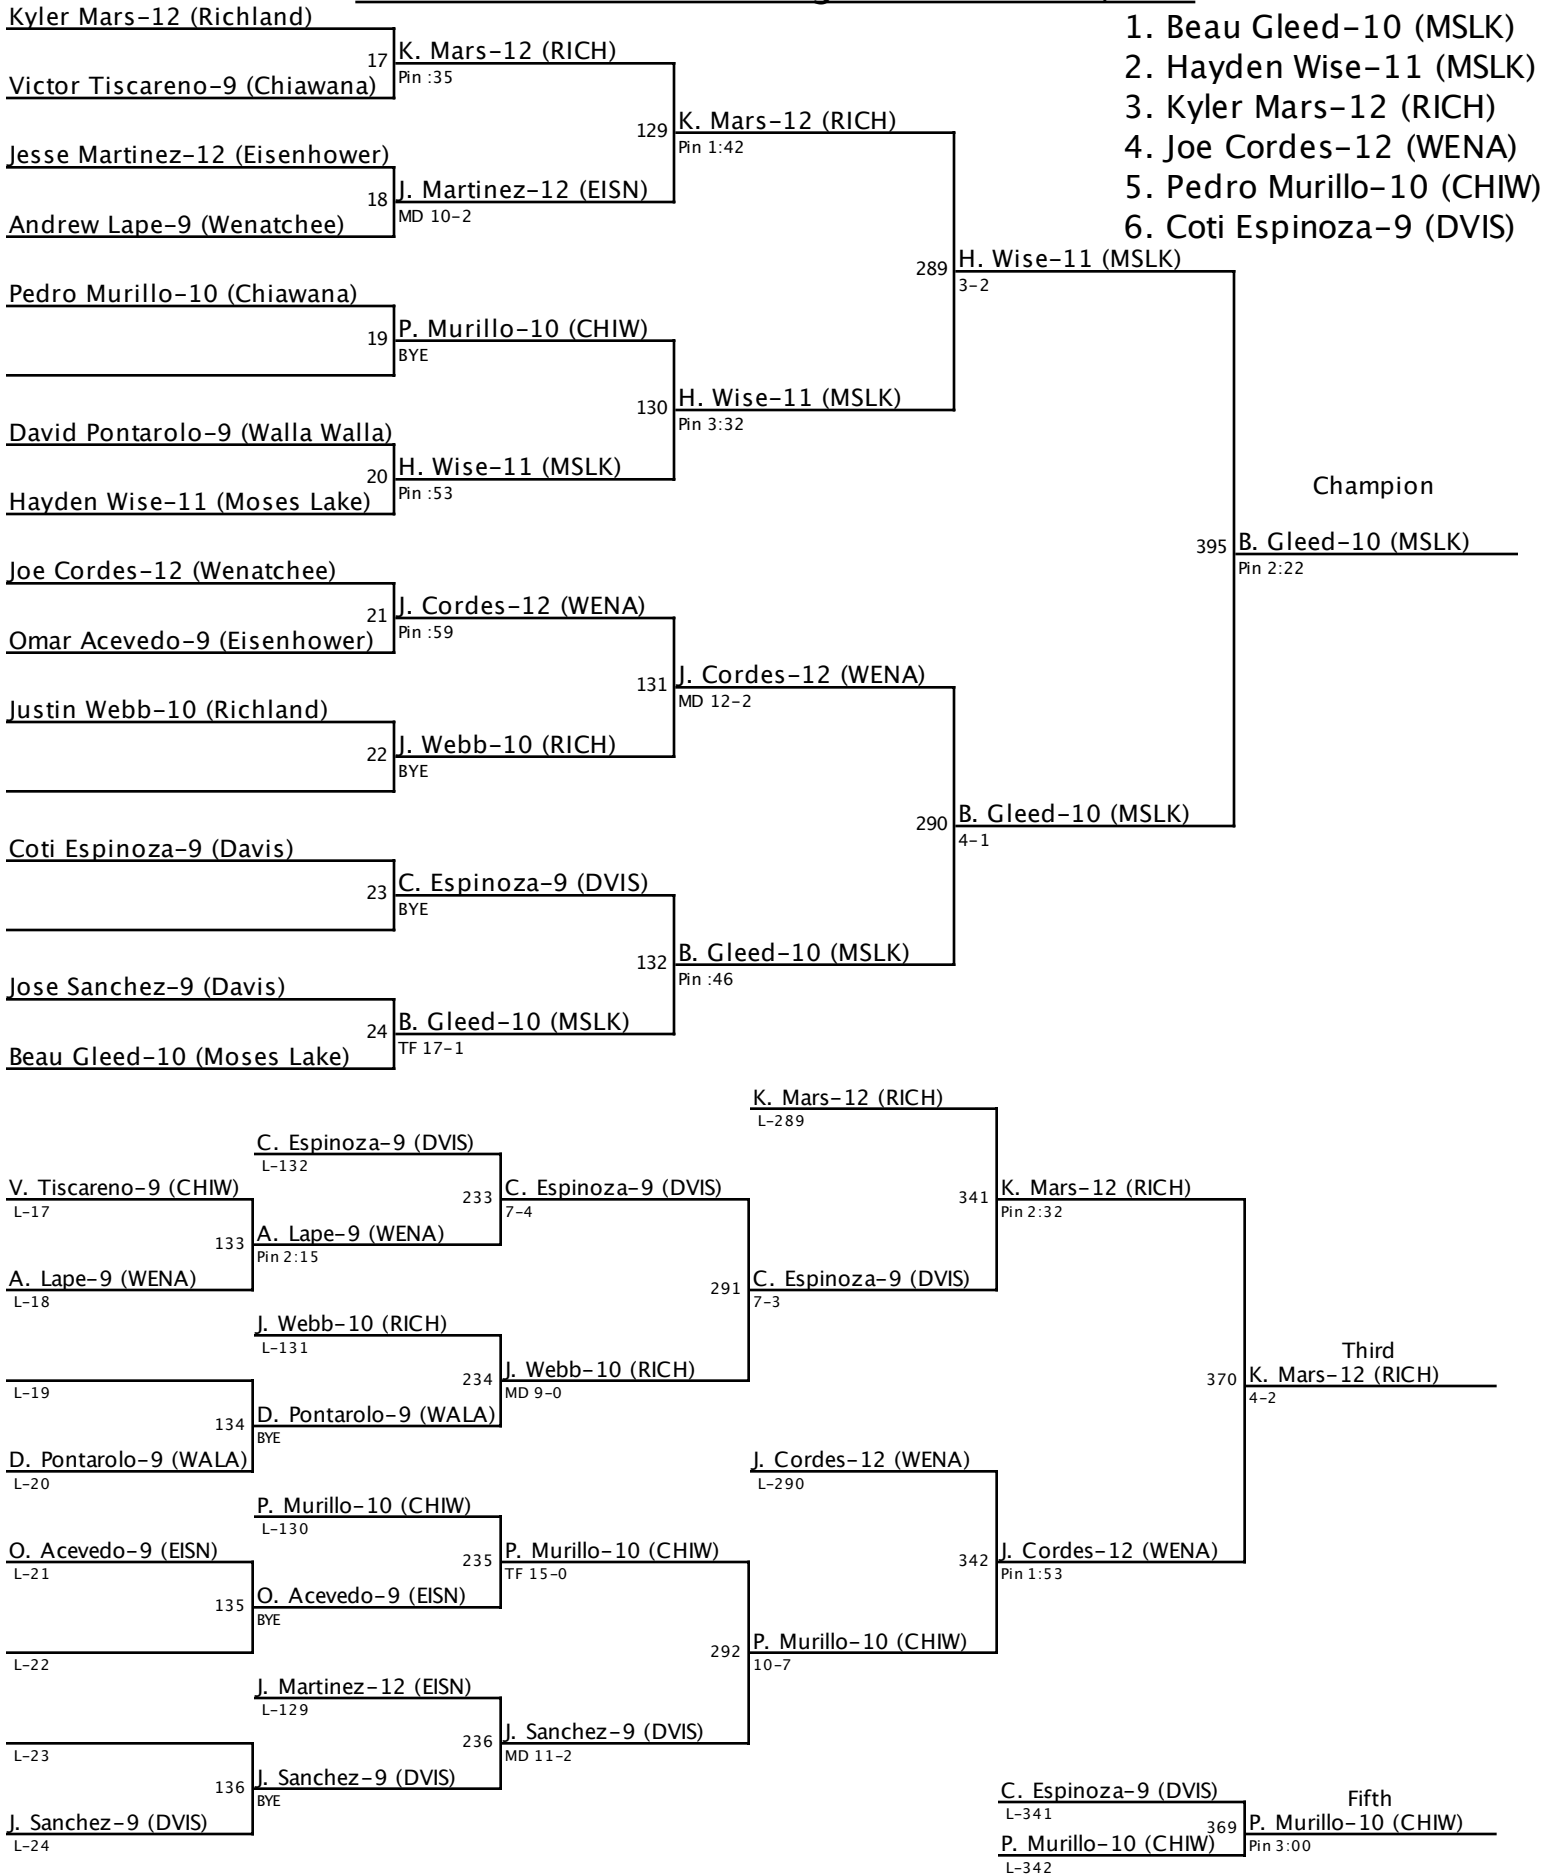 1. Beau Gleed-10 (MSLK)
2. Hayden Wise-11 (MSLK)
3. Kyler Mars-12 (RICH)
4. Joe Cordes-12 (WENA)
5. Pedro Murillo-10 (CHIW)
6. Coti Espinoza-9 (DVIS)
Kyler Mars-12 (Richland)
17
Victor Tiscareno-9 (Chiawana)
Jesse Martinez-12 (Eisenhower)
18
Andrew Lape-9 (Wenatchee)
Pedro Murillo-10 (Chiawana)
19
David Pontarolo-9 (Walla Walla)
20
Hayden Wise-11 (Moses Lake)
Joe Cordes-12 (Wenatchee)
21
Omar Acevedo-9 (Eisenhower)
Justin Webb-10 (Richland)
22
Coti Espinoza-9 (Davis)
23
Jose Sanchez-9 (Davis)
24
Beau Gleed-10 (Moses Lake)
K. Mars-12 (RICH)
Pin :35
129
J. Martinez-12 (EISN)
MD 10-2
P. Murillo-10 (CHIW)
BYE
130
H. Wise-11 (MSLK)
Pin :53
J. Cordes-12 (WENA)
Pin :59
131
J. Webb-10 (RICH)
BYE
C. Espinoza-9 (DVIS)
BYE
132
B. Gleed-10 (MSLK)
TF 17-1
K. Mars-12 (RICH)
Pin 1:42
289
H. Wise-11 (MSLK)
Pin 3:32
J. Cordes-12 (WENA)
MD 12-2
290
B. Gleed-10 (MSLK)
Pin :46
H. Wise-11 (MSLK)
3-2
395
B. Gleed-10 (MSLK)
4-1
Champion
B. Gleed-10 (MSLK)
Pin 2:22
V. Tiscareno-9 (CHIW)
L-17
133
A. Lape-9 (WENA)
L-18
L-19
134
D. Pontarolo-9 (WALA)
L-20
O. Acevedo-9 (EISN)
L-21
135
L-22
L-23
136
J. Sanchez-9 (DVIS)
L-24
C. Espinoza-9 (DVIS)
L-132
233
A. Lape-9 (WENA)
Pin 2:15
J. Webb-10 (RICH)
L-131
234
D. Pontarolo-9 (WALA)
BYE
P. Murillo-10 (CHIW)
L-130
235
O. Acevedo-9 (EISN)
BYE
J. Martinez-12 (EISN)
L-129
236
J. Sanchez-9 (DVIS)
BYE
C. Espinoza-9 (DVIS)
7-4
291
J. Webb-10 (RICH)
MD 9-0
P. Murillo-10 (CHIW)
TF 15-0
292
J. Sanchez-9 (DVIS)
MD 11-2
K. Mars-12 (RICH)
L-289
341
C. Espinoza-9 (DVIS)
7-3
J. Cordes-12 (WENA)
L-290
342
P. Murillo-10 (CHIW)
10-7
K. Mars-12 (RICH)
Pin 2:32
370
J. Cordes-12 (WENA)
Pin 1:53
Third
K. Mars-12 (RICH)
4-2
C. Espinoza-9 (DVIS)
L-341
369
P. Murillo-10 (CHIW)
L-342
Fifth
P. Murillo-10 (CHIW)
Pin 3:00